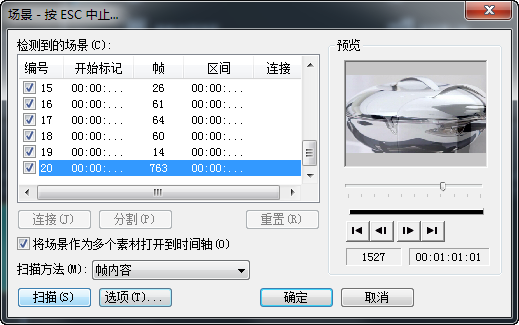 场景 - 按 ESC 中止...
检测到的场景(C):
编号 开始标记 帧 区间 连接
15 00:00:... 26 00:00:...
16 00:00:... 61 00:00:...
17 00:00:... 64 00:00:...
18 00:00:... 60 00:00:...
19 00:00:... 14 00:00:...
20 00:00:... 763 00:00:...
连接(J) 分割(P) 重置(R)
将场景作为多个素材打开到时间轴(O)
扫描方法(M): 帧内容
扫描(S) 选项(T)... 确定 取消
预览
1527 00:01:01:01